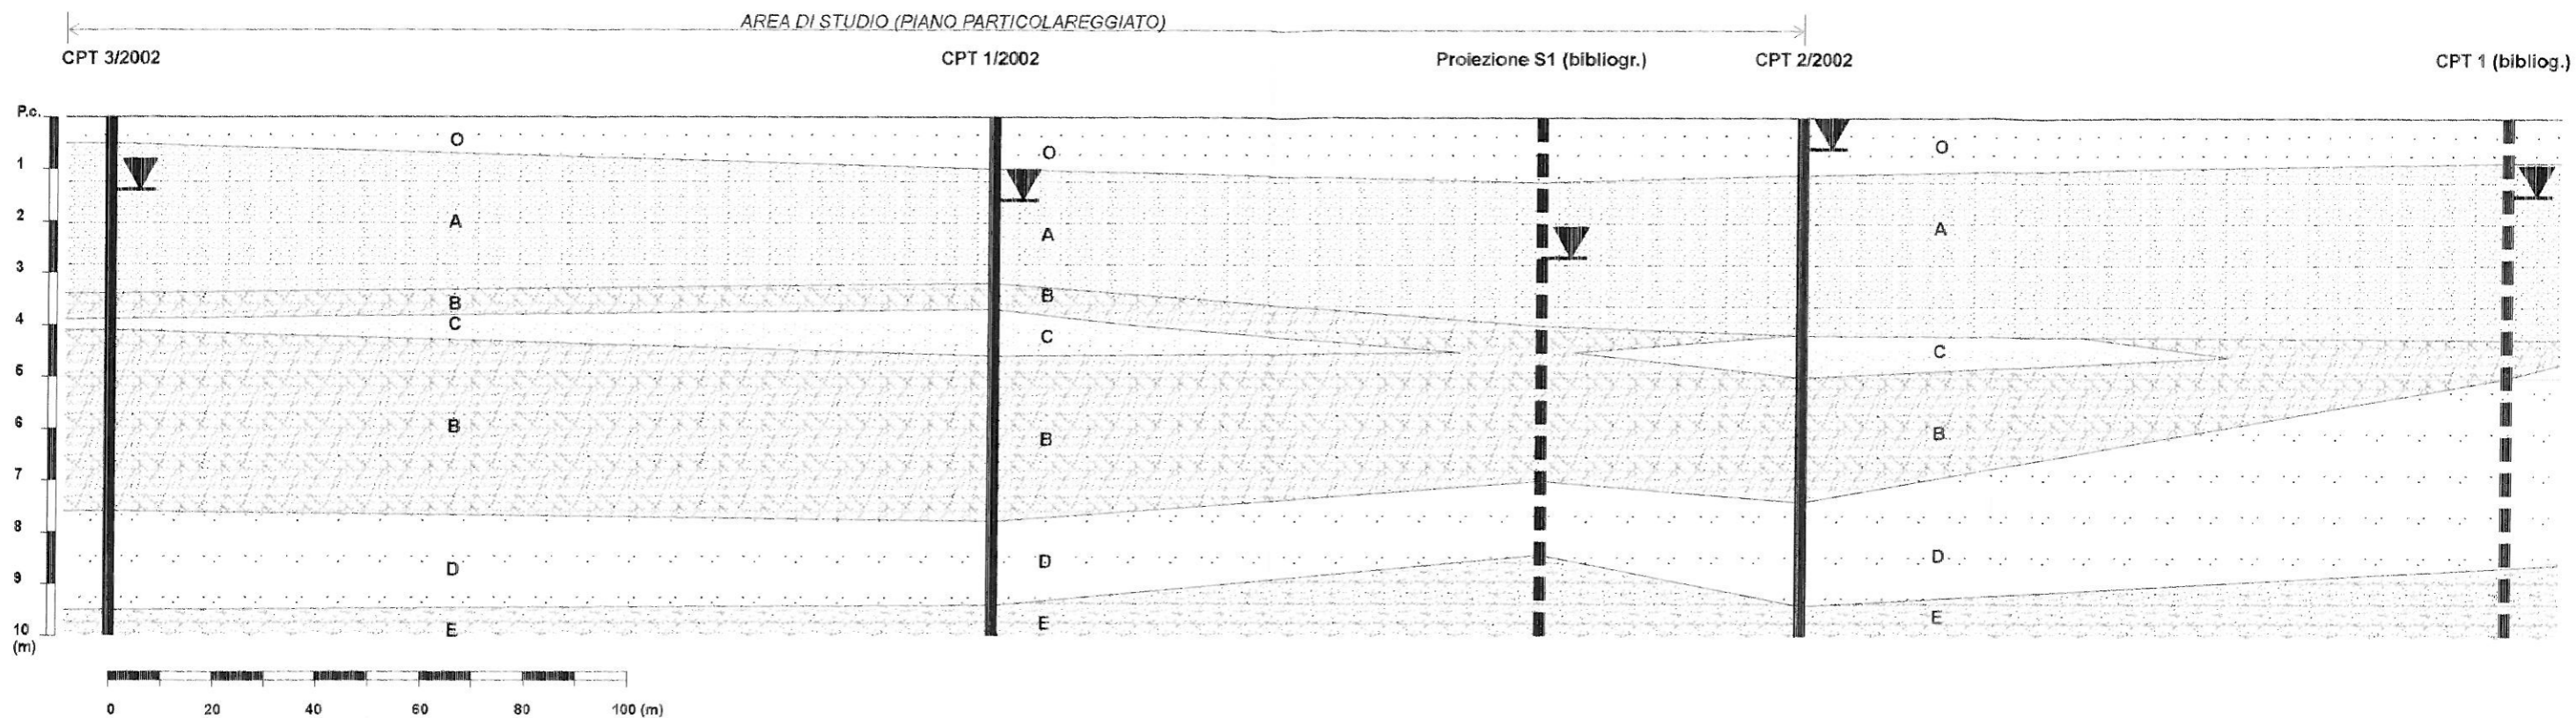 AREA DI STUDIO (PIANO PARTICOLAREGGIATO)
CPT 3/2002 CPT 1/2002 Proiezione S1 (bibliogr.) CPT 2/2002 CPT 1 (bibliog.)
P.c.
O O O
1
A A A
2
3
B B
4
C C C
5
6
B B B
7
8
D D D
9
E E E
10
(m)
0 20 40 60 80 100 (m)